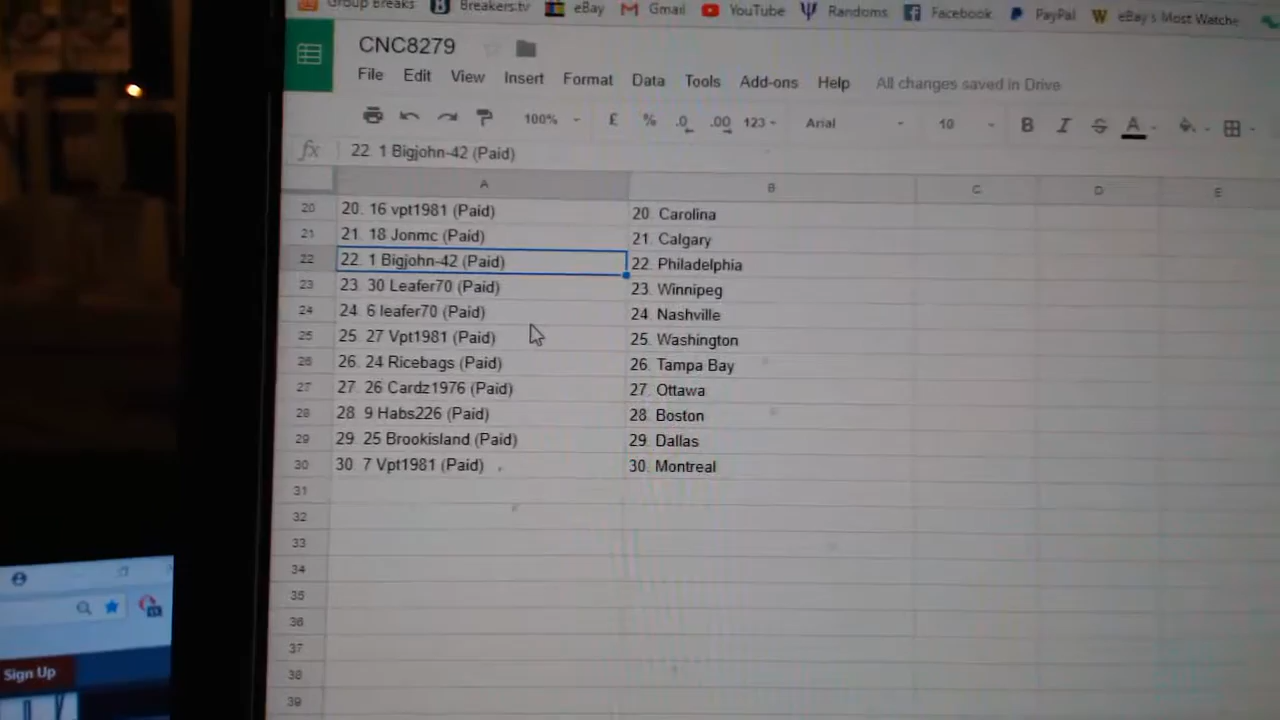 Group Breaks Breakers.tv eBay Gmail YouTube Randoms Facebook PayPal eBay's Most Watche
CNC8279
File Edit View Insert Format Data Tools Add-ons Help All changes saved in Drive
100% £ % .0 .00 123 Arial 10 B I S A
fx 22. 1 Bigjohn-42 (Paid)
A B C D E
20 20. 16 vpt1981 (Paid) 20. Carolina
21 21. 18 Jonmc (Paid) 21. Calgary
22 22. 1 Bigjohn-42 (Paid) 22. Philadelphia
23 23. 30 Leafer70 (Paid) 23. Winnipeg
24 24. 6 leafer70 (Paid) 24. Nashville
25 25. 27 Vpt1981 (Paid) 25. Washington
26 26. 24 Ricebags (Paid) 26. Tampa Bay
27 27. 26 Cardz1976 (Paid) 27. Ottawa
28 28. 9 Habs226 (Paid) 28. Boston
29 29. 25 Brookisland (Paid) 29. Dallas
30 30. 7 Vpt1981 (Paid) 30. Montreal
31
32
33
34
35
36
37
38
39
Sign Up